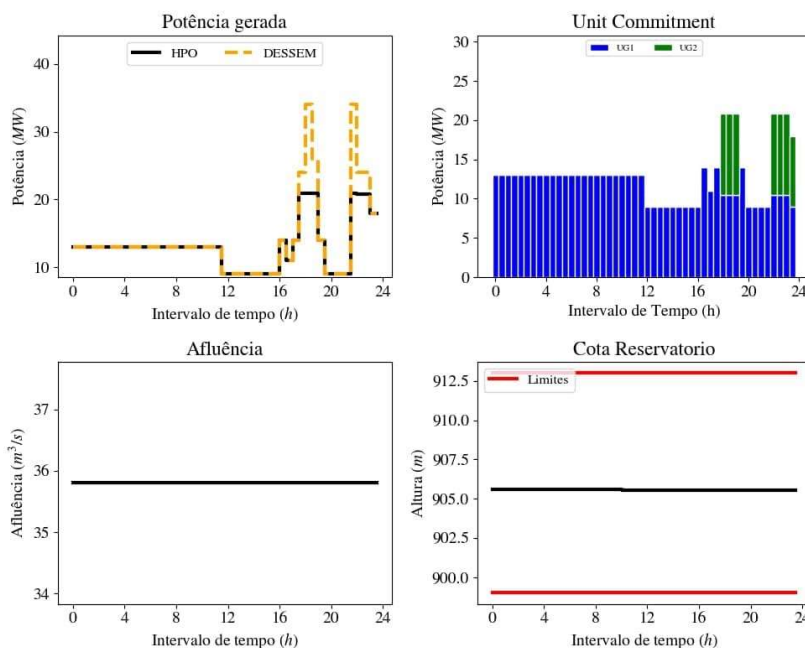 Potência gerada
HPO
DESSEM
Potência (MW)
40
30
20
10
0
4
8
12
16
20
24
Intervalo de tempo (h)
Unit Commitment
UG1
UG2
Potência (MW)
30
25
20
15
10
5
0
0
4
8
12
16
20
24
Intervalo de Tempo (h)
Afluência
Afluência (m³/s)
37
36
35
34
0
4
8
12
16
20
24
Intervalo de tempo (h)
Cota Reservatorio
Limites
Altura (m)
912.5
910.0
907.5
905.0
902.5
900.0
0
4
8
12
16
20
24
Intervalo de tempo (h)